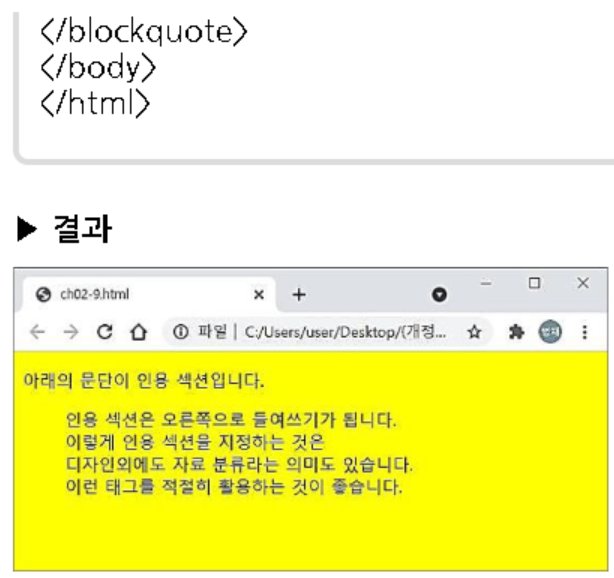 </blockquote>
</body>
</html>
▶ 결과
ch02-9.html
파일 | C:/Users/user/Desktop/(개정...
아래의 문단이 인용 섹션입니다.
인용 섹션은 오른쪽으로 들여쓰기가 됩니다.
이렇게 인용 섹션을 지정하는 것은
디자인외에도 자료 분류라는 의미도 있습니다.
이런 태그를 적절히 활용하는 것이 좋습니다.